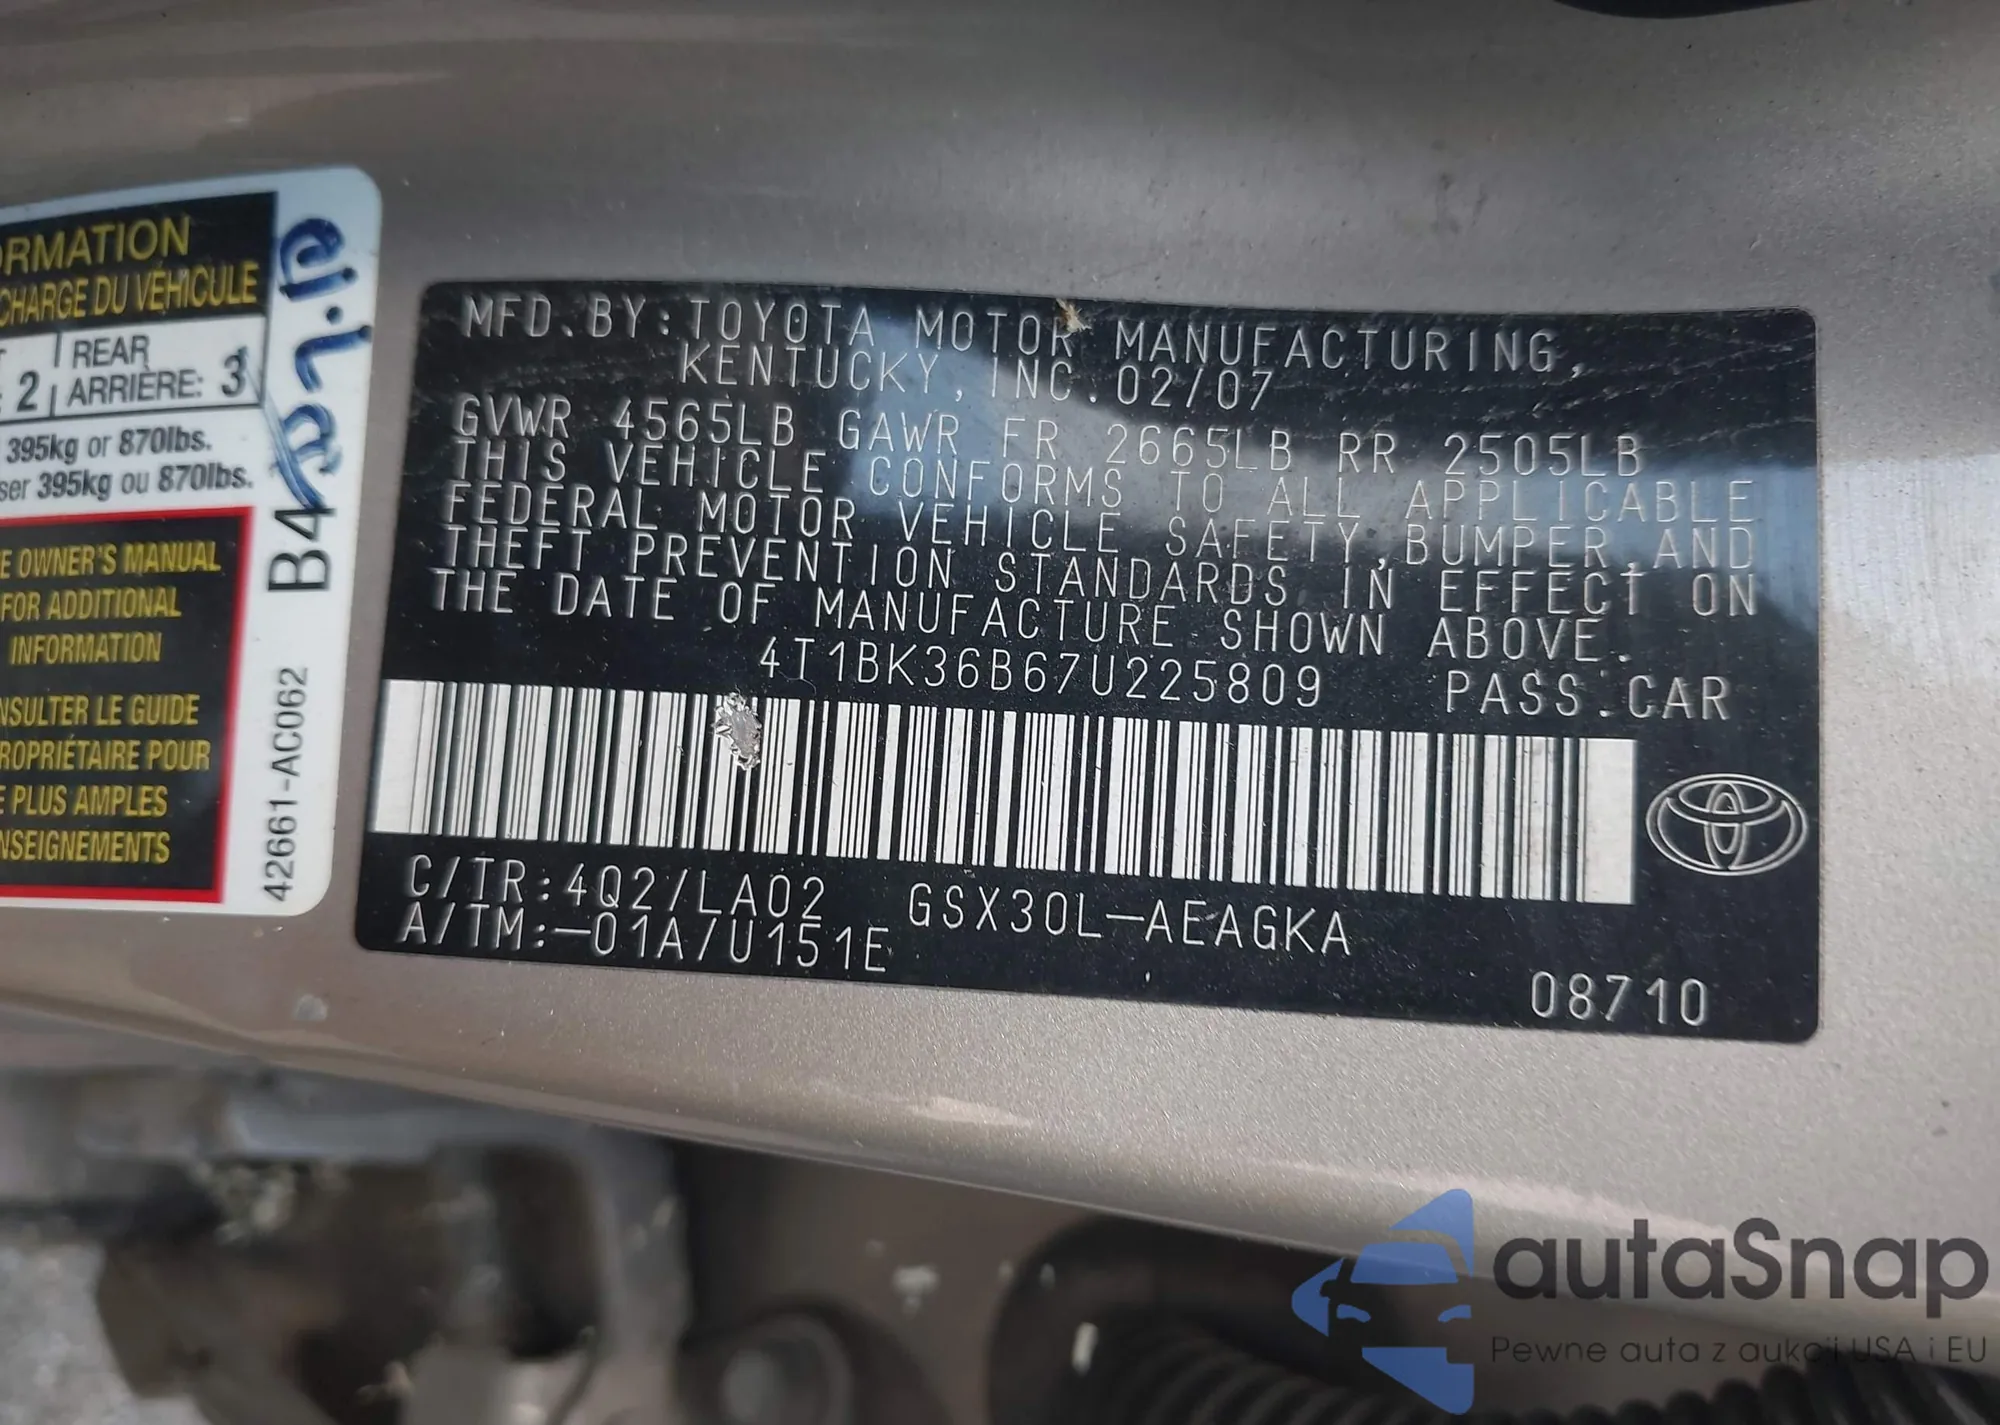 ORMATION
CHARGE DU VÉHICULE
REAR
2 ARRIÈRE: 3
395kg or 870lbs.
ser 395kg ou 870lbs.
E OWNER'S MANUAL
FOR ADDITIONAL
INFORMATION
NSULTER LE GUIDE
ROPRIÉTAIRE POUR
E PLUS AMPLES
NSEIGNEMENTS
42661-AC062 B4
MFD.BY:TOYOTA MOTOR MANUFACTURING,
KENTUCKY,INC.02/07
GVWR 4565LB GAWR FR 2665LB RR 2505LB
THIS VEHICLE CONFORMS TO ALL APPLICABLE
FEDERAL MOTOR VEHICLE SAFETY,BUMPER,AND
THEFT PREVENTION STANDARDS IN EFFECT ON
THE DATE OF MANUFACTURE SHOWN ABOVE.
4T1BK36B67U225809 PASS.CAR
C/TR:4Q2/LA02 GSX30L-AEAGKA
A/TM:-01A/U151E
08710
autaSnap
Pewne auta z aukcji USA i EU